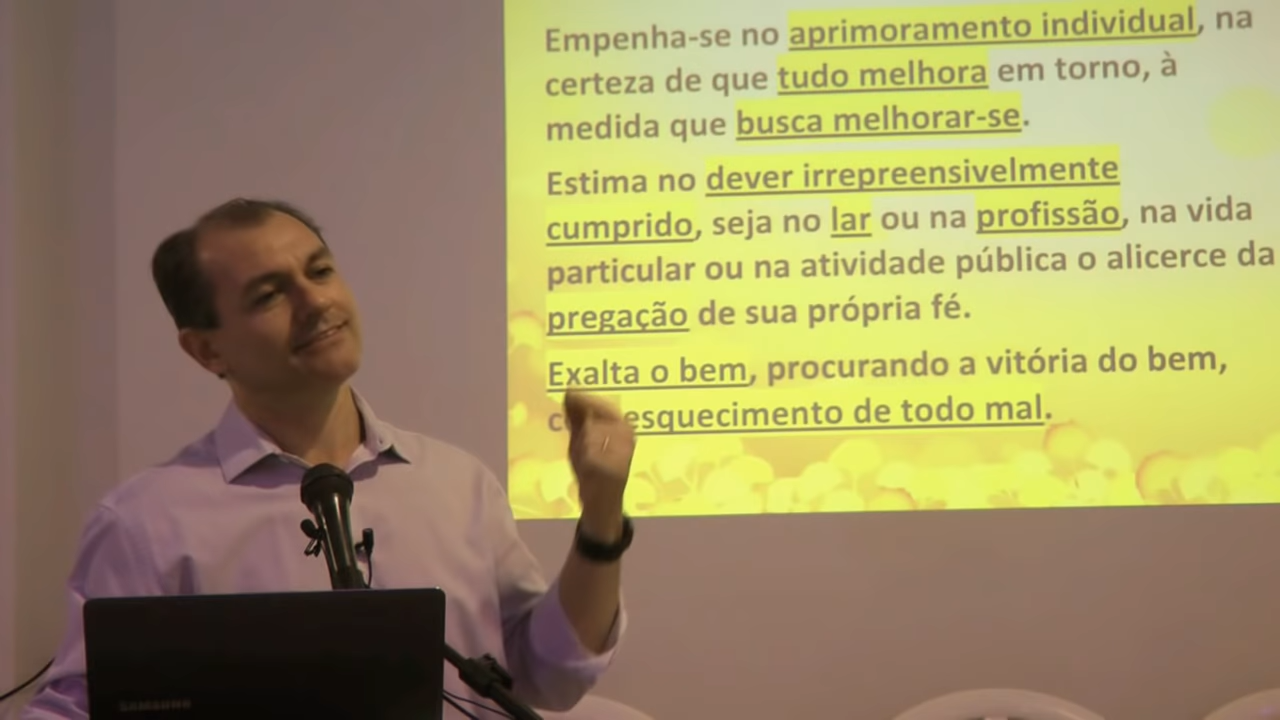 Empenha-se no aprimoramento individual, na
certeza de que tudo melhora em torno, à
medida que busca melhorar-se.
Estima no dever irrepreensivelmente
cumprido, seja no lar ou na profissão, na vida
particular ou na atividade pública o alicerce da
pregação de sua própria fé.
Exalta o bem, procurando a vitória do bem,
esquecimento de todo mal.
SAMSUNG